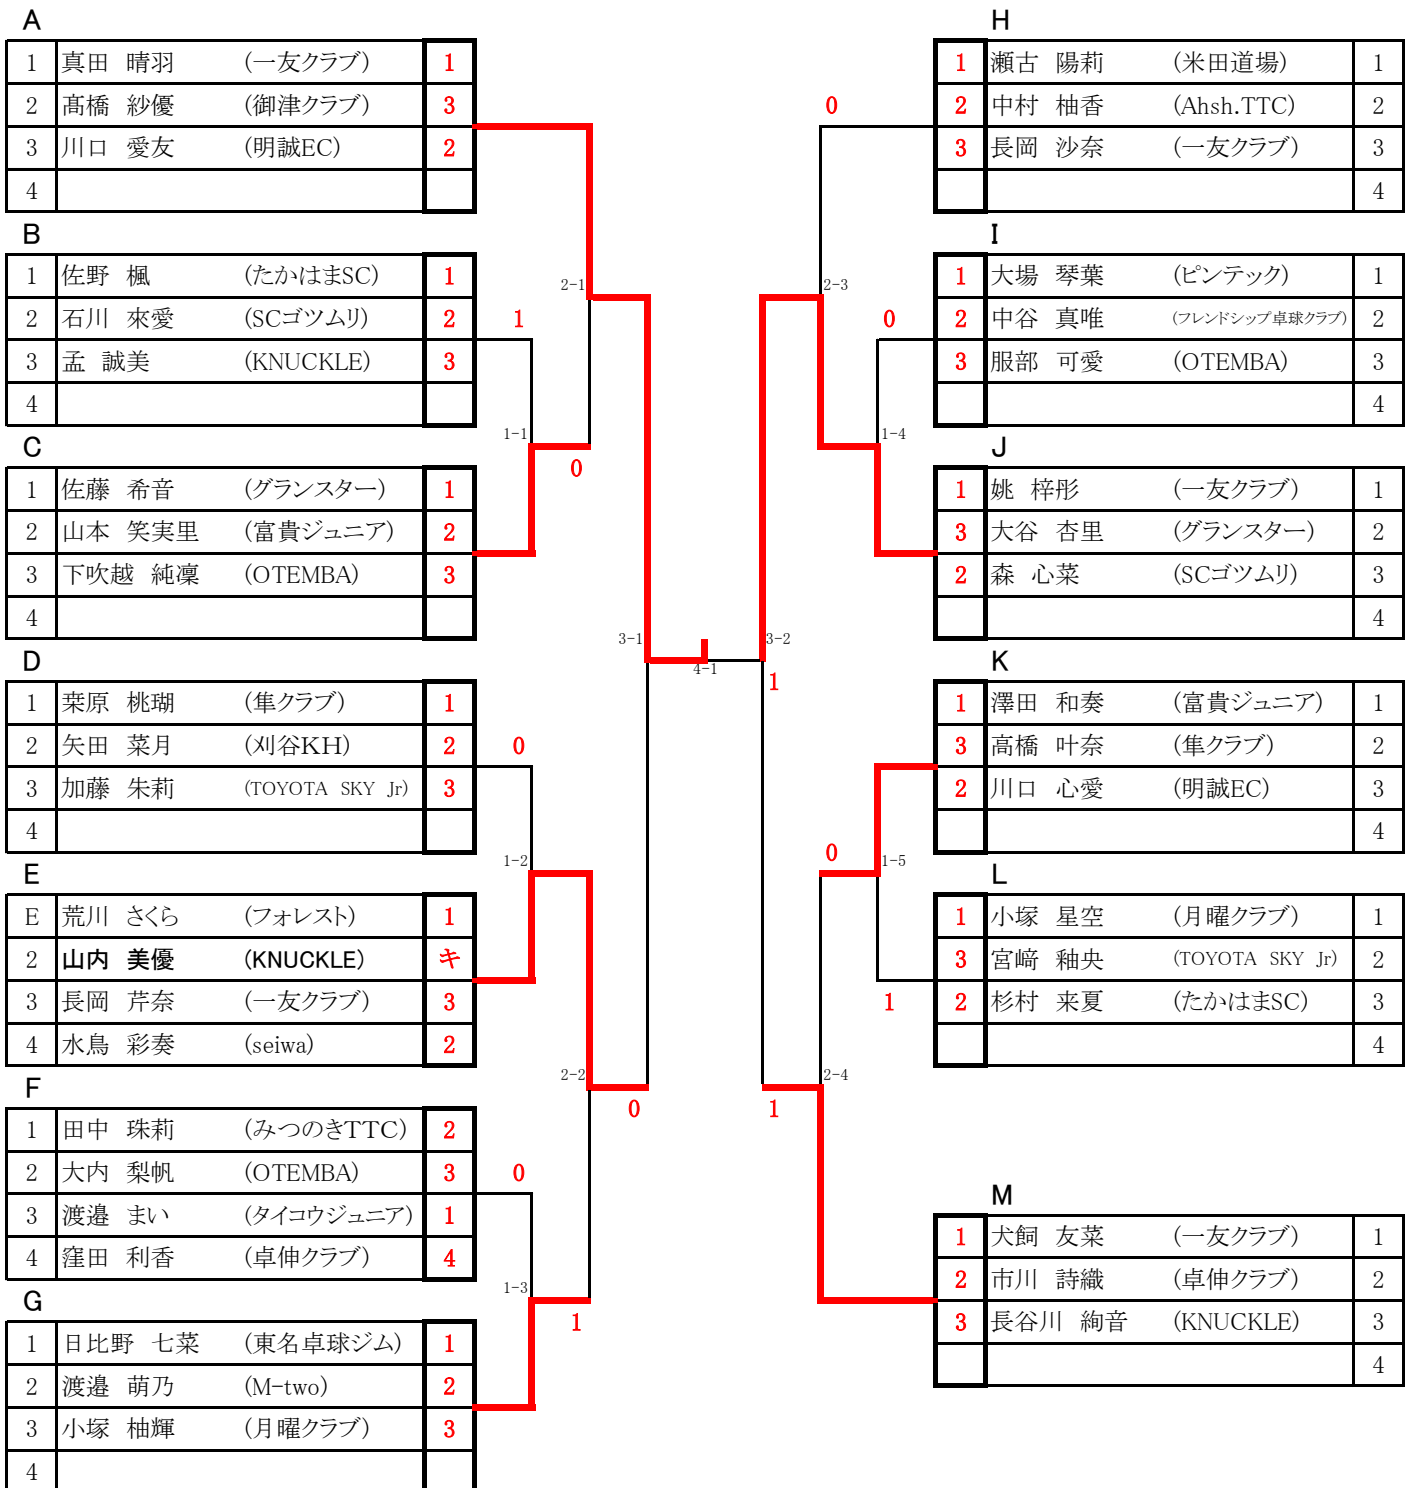 A
1 真田 晴羽 (一友クラブ) 1
2 髙橋 紗優 (御津クラブ) 3
3 川口 愛友 (明誠EC) 2
4
B
1 佐野 楓 (たかはまSC) 1
2 石川 來愛 (SCゴツムリ) 2
3 孟 誠美 (KNUCKLE) 3
4
C
1 佐藤 希音 (グランスター) 1
2 山本 笑実里 (富貴ジュニア) 2
3 下吹越 純凜 (OTEMBA) 3
4
D
1 桒原 桃瑚 (隼クラブ) 1
2 矢田 菜月 (刈谷KH) 2
3 加藤 朱莉 (TOYOTA SKY Jr) 3
4
E
E 荒川 さくら (フォレスト) 1
2 山内 美優 (KNUCKLE) キ
3 長岡 芹奈 (一友クラブ) 3
4 水鳥 彩奏 (seiwa) 2
F
1 田中 珠莉 (みつのきTTC) 2
2 大内 梨帆 (OTEMBA) 3
3 渡邉 まい (タイコウジュニア) 1
4 窪田 利香 (卓伸クラブ) 4
G
1 日比野 七菜 (東名卓球ジム) 1
2 渡邉 萌乃 (M-two) 2
3 小塚 柚輝 (月曜クラブ) 3
4
2-1
1
1-1
0
3-1
0
1-2
2-2
0
0
1-3
1
4-1
0
2-3
0
1-4
3-2
1
0
1-5
1
2-4
1
H
1 瀬古 陽莉 (米田道場) 1
2 中村 柚香 (Ahsh.TTC) 2
3 長岡 沙奈 (一友クラブ) 3
4
I
1 大場 琴葉 (ピンテック) 1
2 中谷 真唯 (フレンドシップ卓球クラブ) 2
3 服部 可愛 (OTEMBA) 3
4
J
1 姚 梓彤 (一友クラブ) 1
3 大谷 杏里 (グランスター) 2
2 森 心菜 (SCゴツムリ) 3
4
K
1 澤田 和奏 (富貴ジュニア) 1
3 高橋 叶奈 (隼クラブ) 2
2 川口 心愛 (明誠EC) 3
4
L
1 小塚 星空 (月曜クラブ) 1
3 宮﨑 釉央 (TOYOTA SKY Jr) 2
2 杉村 来夏 (たかはまSC) 3
4
M
1 犬飼 友菜 (一友クラブ) 1
2 市川 詩織 (卓伸クラブ) 2
3 長谷川 絢音 (KNUCKLE) 3
4